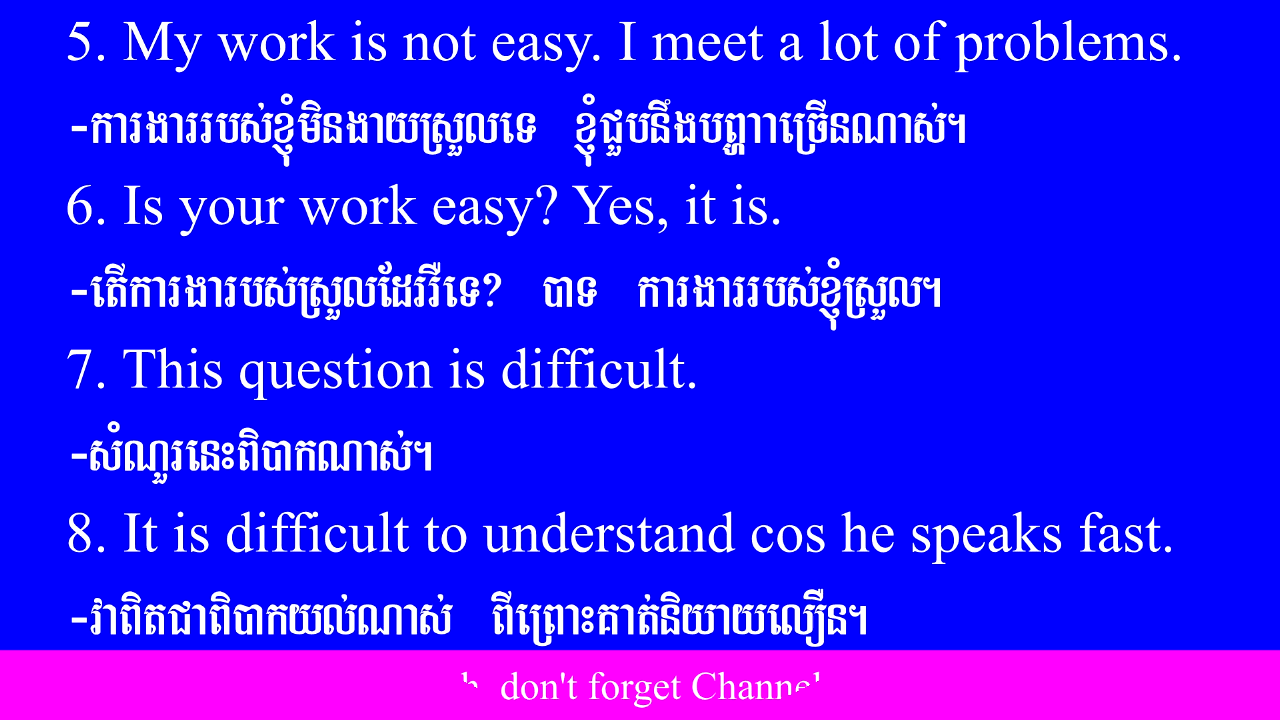 5. My work is not easy. I meet a lot of problems.
-ការងាររបស់ខ្ញុំមិនងាយស្រួលទេ ខ្ញុំជួបនឹងបញ្ហាច្រើនណាស់។
6. Is your work easy? Yes, it is.
-តើការងារបស់ស្រួលដែររឺទេ? បាទ ការងាររបស់ខ្ញុំស្រួល។
7. This question is difficult.
-សំណួរនេះពិបាកណាស់។
8. It is difficult to understand cos he speaks fast.
-វាពិតជាពិបាកយល់ណាស់ ពីព្រោះគាត់និយាយលឿន។
don't forget Channel